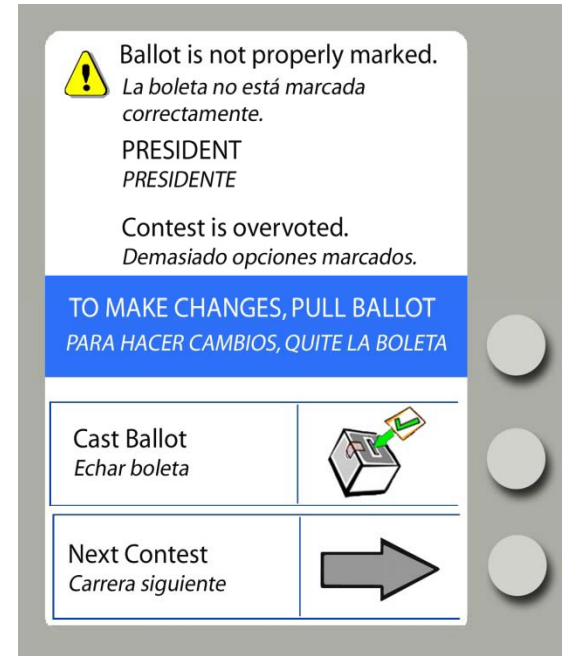 Ballot is not properly marked.
La boleta no está marcada
correctamente.
PRESIDENT
PRESIDENTE
Contest is overvoted.
Demasiado opciones marcados.
TO MAKE CHANGES, PULL BALLOT
PARA HACER CAMBIOS, QUITE LA BOLETA
Cast Ballot
Echar boleta
Next Contest
Carrera siguiente